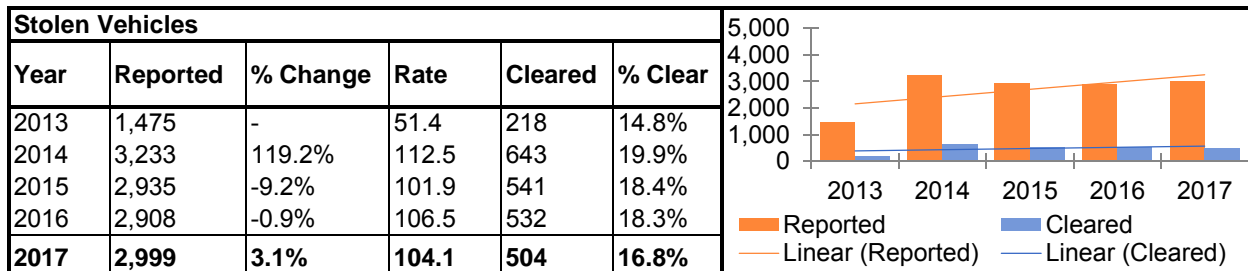 Stolen Vehicles
Year Reported % Change Rate Cleared % Clear
2013 1,475 - 51.4 218 14.8%
2014 3,233 119.2% 112.5 643 19.9%
2015 2,935 -9.2% 101.9 541 18.4%
2016 2,908 -0.9% 106.5 532 18.3%
2017 2,999 3.1% 104.1 504 16.8%
5,000
4,000
3,000
2,000
1,000
0
2013 2014 2015 2016 2017
Reported Cleared
Linear (Reported) Linear (Cleared)